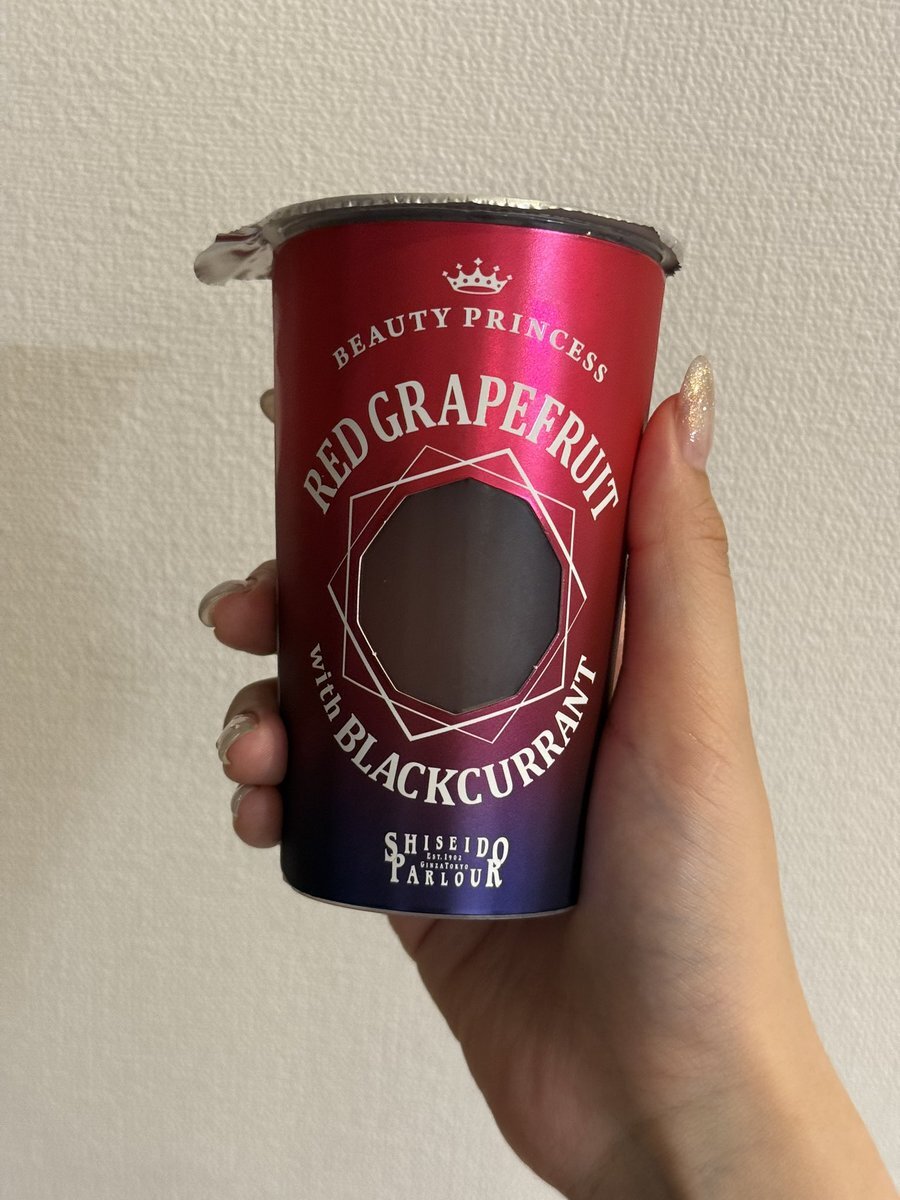 BEAUTY PRINCESS
RED GRAPEFRUIT
with BLACKCURRANT
SHISEIDO
EST. 1902
GINZA TOKYO
PARLOUR